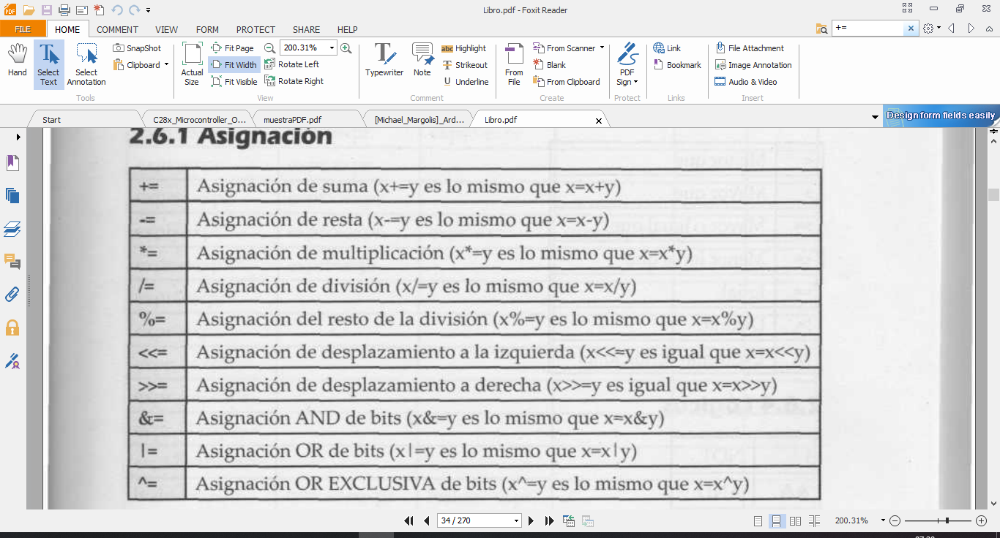 Libro.pdf - Foxit Reader
FILE HOME COMMENT VIEW FORM PROTECT SHARE HELP +=
Hand
Select Text
Select Annotation
SnapShot
Clipboard
Tools
Actual Size
Fit Page
Fit Width
Fit Visible
200.31%
Rotate Left
Rotate Right
View
Typewriter
Note
Highlight
Strikeout
Underline
Comment
From File
From Scanner
Blank
From Clipboard
Create
PDF Sign
Protect
Link
Bookmark
Links
File Attachment
Image Annotation
Audio & Video
Insert
Start C28x_Microcontroller_O... muestraPDF.pdf [Michael_Margolis]_Ard... Libro.pdf Design form fields easily
2.6.1 Asignación
+= Asignación de suma (x+=y es lo mismo que x=x+y)
-= Asignación de resta (x-=y es lo mismo que x=x-y)
*= Asignación de multiplicación (x*=y es lo mismo que x=x*y)
/= Asignación de división (x/=y es lo mismo que x=x/y)
%= Asignación del resto de la división (x%=y es lo mismo que x=x%y)
<<= Asignación de desplazamiento a la izquierda (x<<=y es igual que x=x<<y)
>>= Asignación de desplazamiento a derecha (x>>=y es igual que x=x>>y)
&= Asignación AND de bits (x&=y es lo mismo que x=x&y)
|= Asignación OR de bits (x|=y es lo mismo que x=x|y)
^= Asignación OR EXCLUSIVA de bits (x^=y es lo mismo que x=x^y)
34 / 270 200.31%